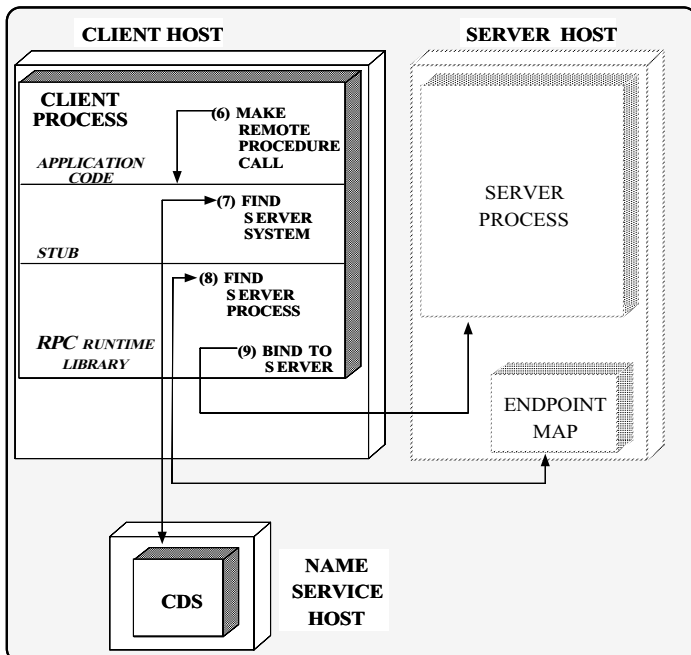 CLIENT HOST
SERVER HOST
CLIENT
PROCESS
(6) MAKE
REMOTE
PROCEDURE
CALL
APPLICATION
CODE
(7) FIND
SERVER
SYSTEM
STUB
(8) FIND
SERVER
PROCESS
RPC RUNTIME
LIBRARY
(9) BIND TO
SERVER
SERVER
PROCESS
ENDPOINT
MAP
CDS
NAME
SERVICE
HOST